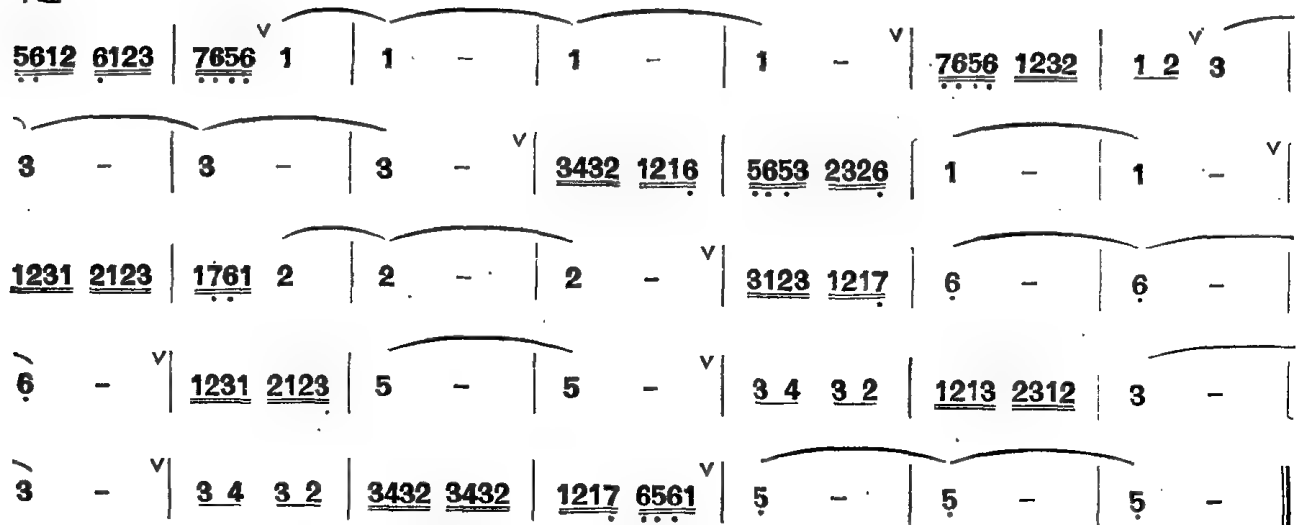 5612 6123 | 7656 ∨ 1 | 1 - | 1 - | 1 - ∨ | 7656 1232 | 1 2 ∨ 3 |
3 - | 3 - | 3 - ∨ | 3432 1216 | 5653 2326 | 1 - | 1 - ∨ |
1231 2123 | 1761 2 | 2 - | 2 - ∨ | 3123 1217 | 6 - | 6 - |
6 - ∨ | 1231 2123 | 5 - | 5 - ∨ | 3 4 3 2 | 1213 2312 | 3 - |
3 - ∨ | 3 4 3 2 | 3432 3432 | 1217 6561 ∨ | 5 - | 5 - | 5 - ‖